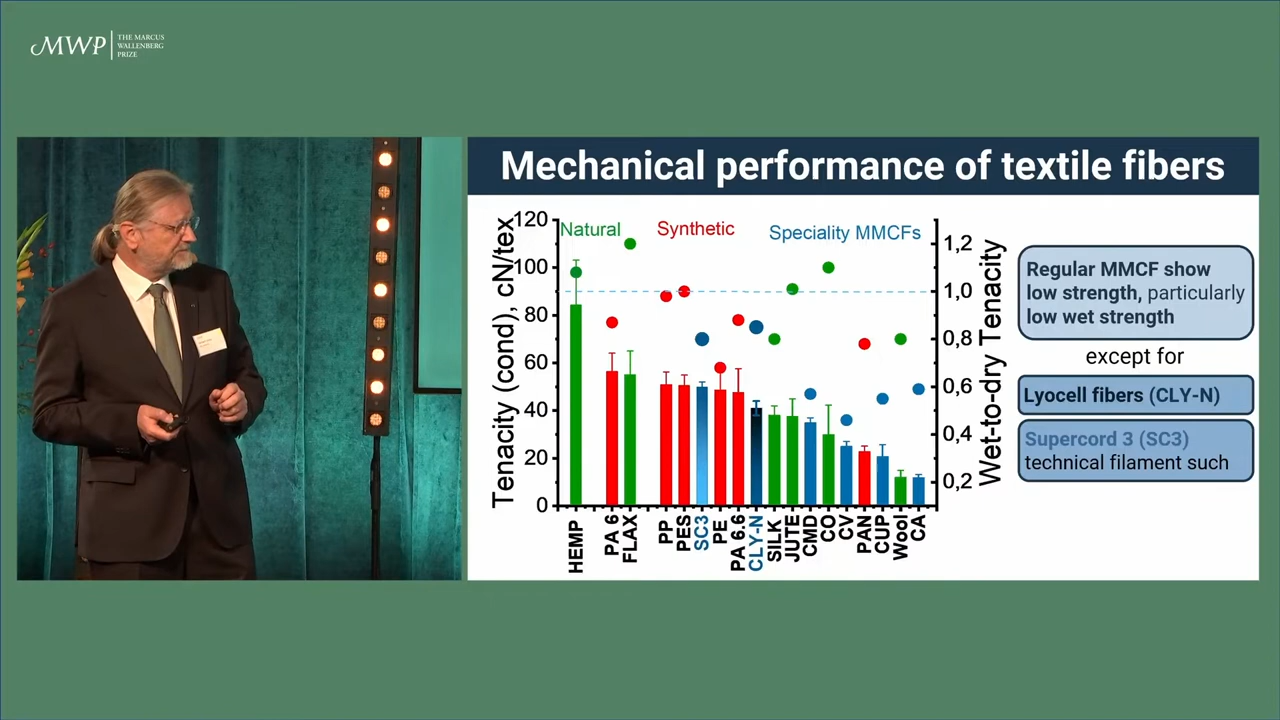 MWP
THE MARCUS
WALLENBERG
PRIZE
Mechanical performance of textile fibers
Tenacity (cond), cN/tex
120
100
80
60
40
20
0
Natural
Synthetic
Speciality MMCFs
HEMP
PA 6
FLAX
PP
PES
SC3
PE
PA 6.6
CLY-N
SILK
JUTE
CMD
CO
CV
PAN
CUP
Wool
CA
1,2
1,0
0,8
0,6
0,4
0,2
Wet-to-dry Tenacity
Regular MMCF show
low strength, particularly
low wet strength
except for
Lyocell fibers (CLY-N)
Supercord 3 (SC3)
technical filament such